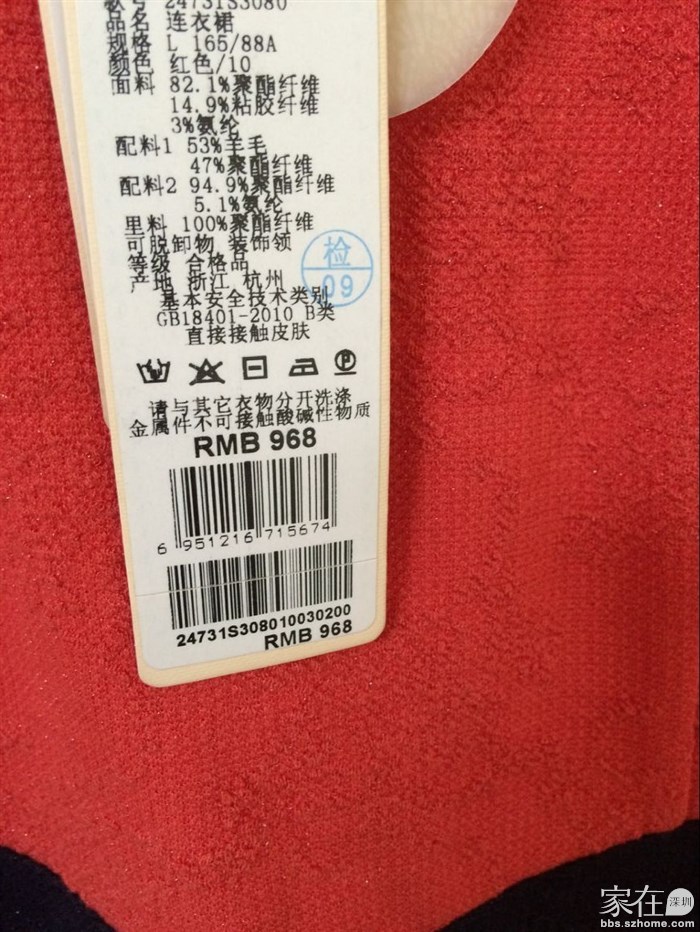 款号 24731S3080
品名 连衣裙
规格 L 165/88A
颜色 红色/10
面料 82.1%聚酯纤维
14.9%粘胶纤维
3%氨纶
配料1 53%羊毛
47%聚酯纤维
配料2 94.9%聚酯纤维
5.1%氨纶
里料 100%聚酯纤维
可脱卸物 装饰领
等级 合格品
产地 浙江 杭州
检
09
基本安全技术类别
GB18401-2010 B类
直接接触皮肤
P
请与其它衣物分开洗涤
金属件不可接触酸碱性物质
RMB 968
6 951216 715674
24731S308010030200
RMB 968
家在 深圳
bbs.szhome.com